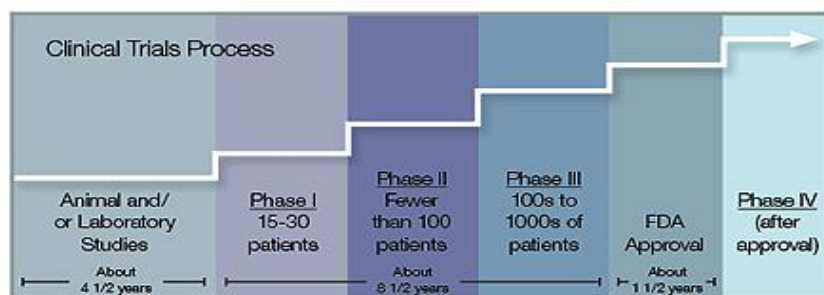 Clinical Trials Process
Animal and/
or Laboratory
Studies
Phase I
15-30
patients
Phase II
Fewer
than 100
patients
Phase III
100s to
1000s of
patients
FDA
Approval
Phase IV
(after
approval)
About
4 1/2 years
About
8 1/2 years
About
1 1/2 years